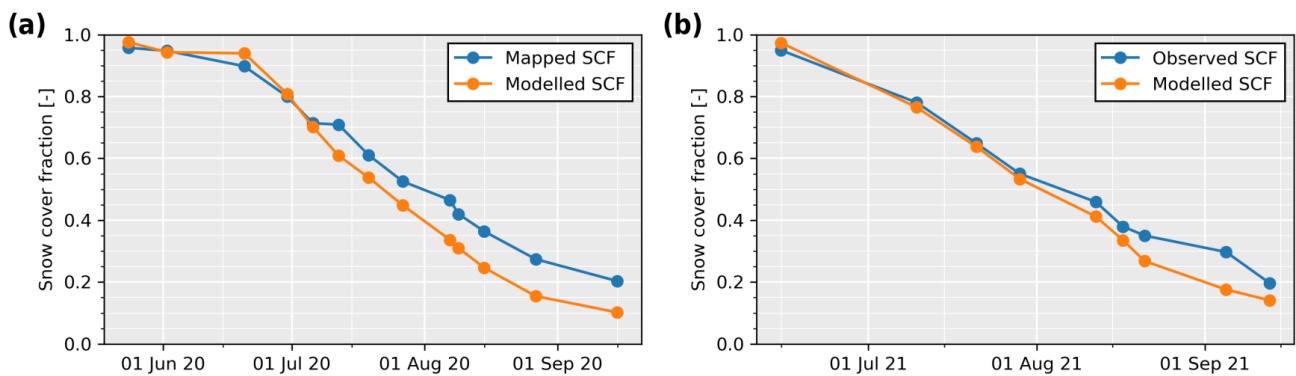 (a)
Snow cover fraction [-]
1.0
0.8
0.6
0.4
0.2
0.0
Mapped SCF
Modelled SCF
01 Jun 20 01 Jul 20 01 Aug 20 01 Sep 20
(b)
Snow cover fraction [-]
1.0
0.8
0.6
0.4
0.2
0.0
Observed SCF
Modelled SCF
01 Jul 21 01 Aug 21 01 Sep 21